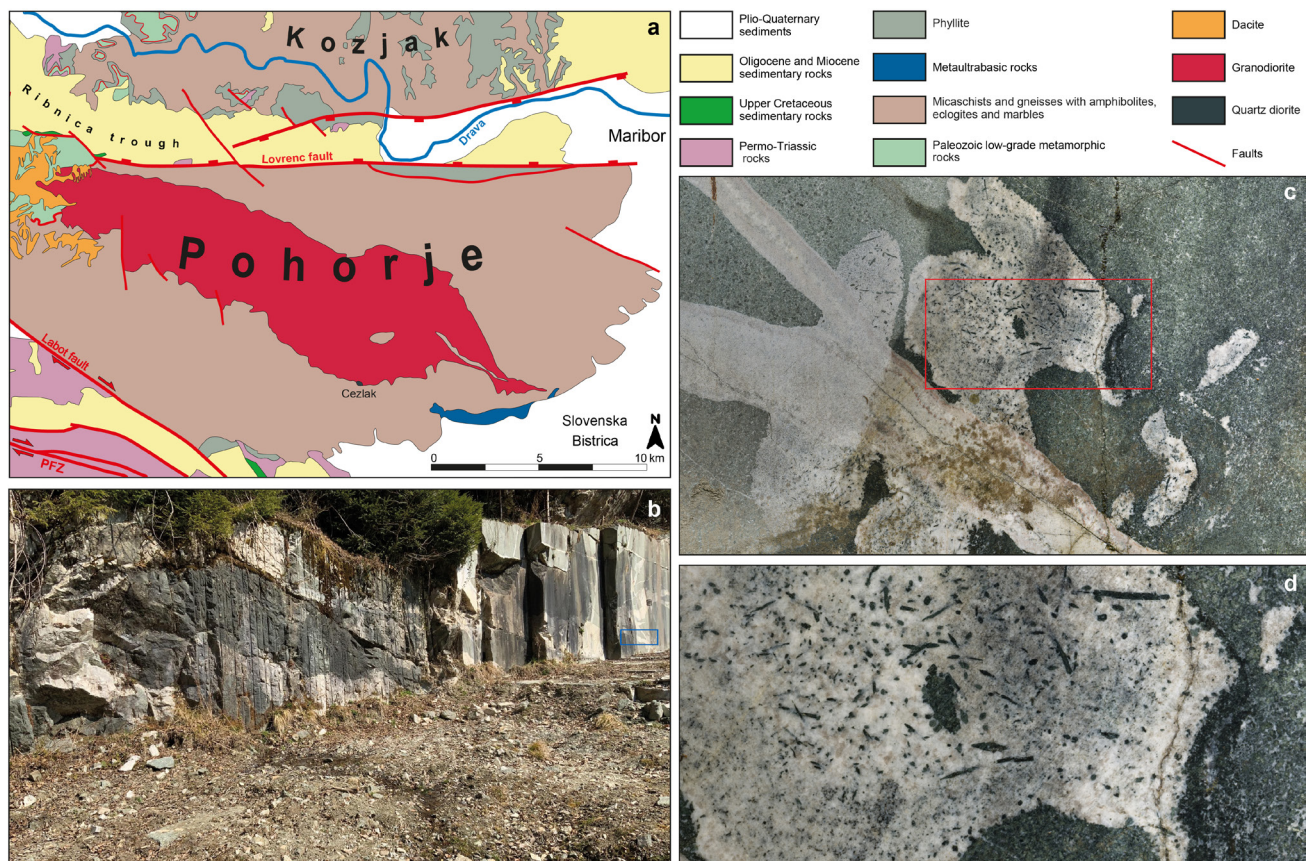 a
Kozjak
Ribnica trough
Drava
Maribor
Lovrenc fault
Pohorje
Labot fault
Cezlak
PFZ
Slovenska
Bistrica
N
0 5 10 km
Plio-Quaternary
sediments
Oligocene and Miocene
sedimentary rocks
Upper Cretaceous
sedimentary rocks
Permo-Triassic
rocks
Phyllite
Metaultrabasic rocks
Micaschists and gneisses with amphibolites,
eclogites and marbles
Paleozoic low-grade metamorphic
rocks
Dacite
Granodiorite
Quartz diorite
Faults
b
c
d